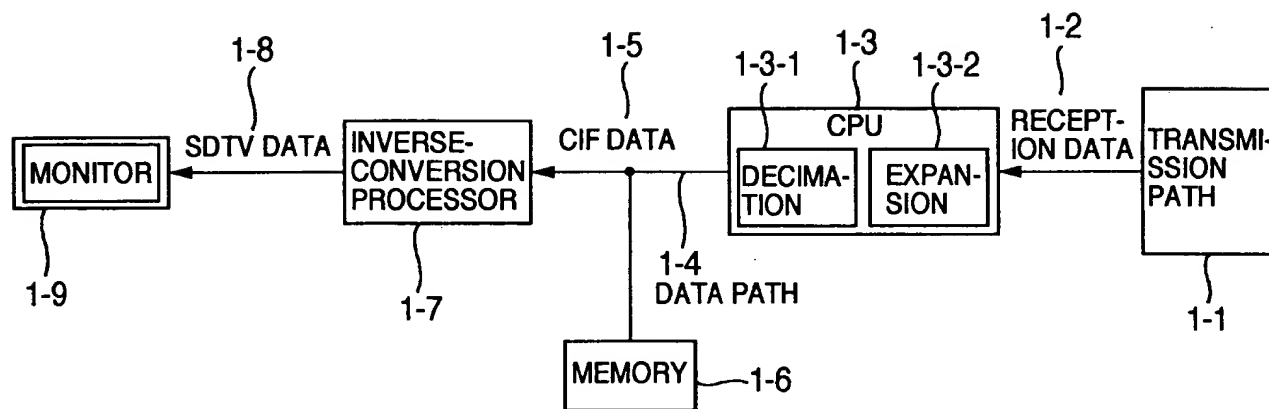 1-8
1-5
1-3-1
1-3
1-3-2
1-2
MONITOR
SDTV DATA
INVERSE-
CONVERSION
PROCESSOR
CIF DATA
CPU
DECIMA-
TION
EXPAN-
SION
RECEPT-
ION DATA
TRANSMI-
SSION
PATH
1-9
1-7
1-4
DATA PATH
1-1
MEMORY
1-6